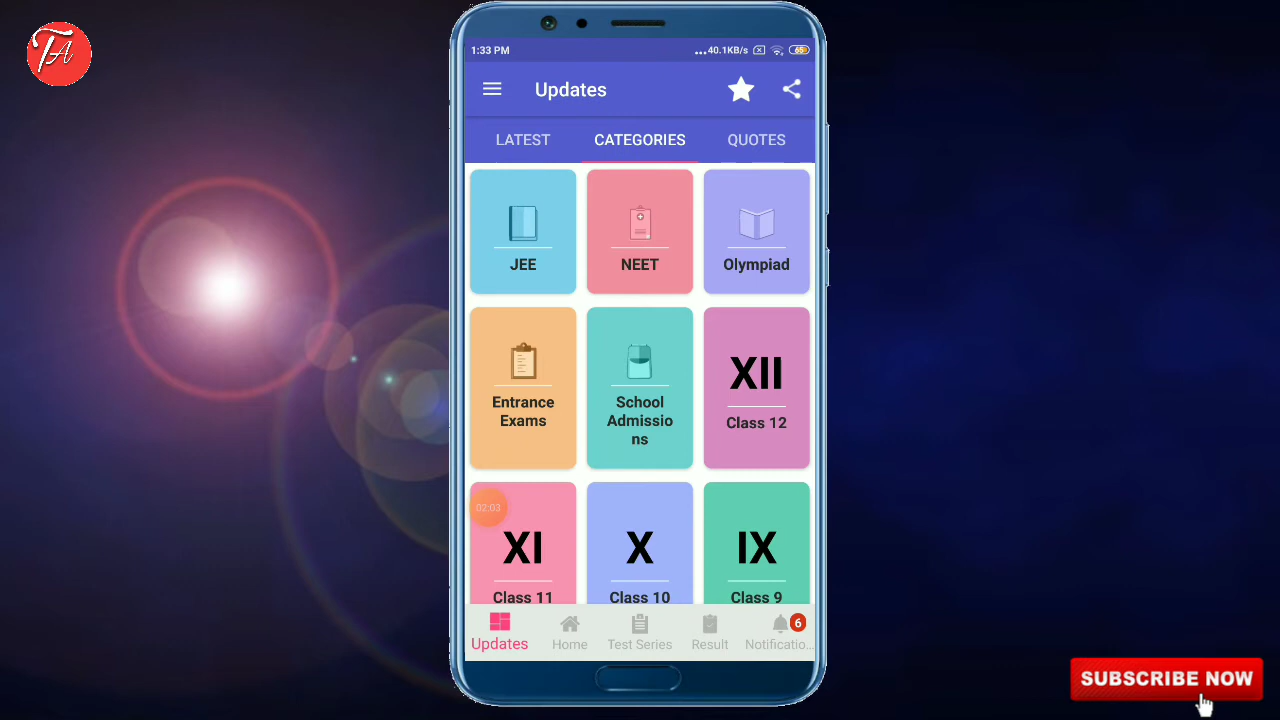 TA
1:33 PM
...40.1KB/s
65
Updates
LATEST
CATEGORIES
QUOTES
JEE
NEET
Olympiad
Entrance
Exams
School
Admissio
ns
XII
Class 12
02:03
XI
Class 11
X
Class 10
IX
Class 9
Updates
Home
Test Series
Result
Notificatio...
6
SUBSCRIBE NOW